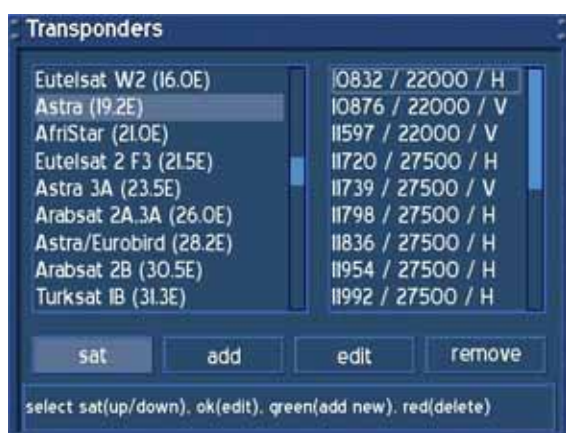 Transponders
Eutelsat W2 (16.0E)
Astra (19.2E)
AfriStar (21.0E)
Eutelsat 2 F3 (21.5E)
Astra 3A (23.5E)
Arabsat 2A,3A (26.0E)
Astra/Eurobird (28.2E)
Arabsat 2B (30.5E)
Turksat 1B (31.3E)
10832 / 22000 / H
10876 / 22000 / V
11597 / 22000 / V
11720 / 27500 / H
11739 / 27500 / V
11798 / 27500 / H
11836 / 27500 / H
11954 / 27500 / H
11992 / 27500 / H
sat add edit remove
select sat(up/down), ok(edit), green(add new), red(delete)